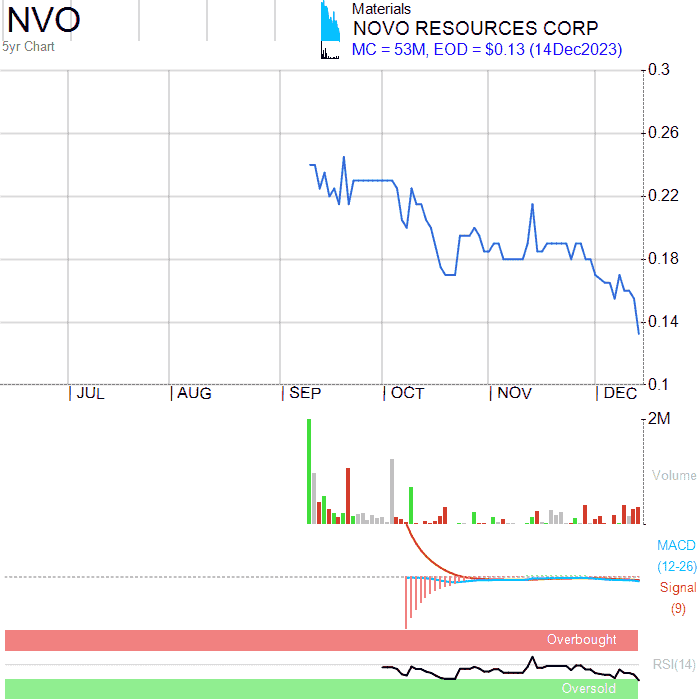 NVO
5yr Chart
Materials
NOVO RESOURCES CORP
MC = 53M, EOD = $0.13 (14Dec2023)
0.3
0.26
0.22
0.18
0.14
0.1
JUL AUG SEP OCT NOV DEC
2M
Volume
MACD
(12-26)
Signal
(9)
Overbought
RSI(14)
Oversold